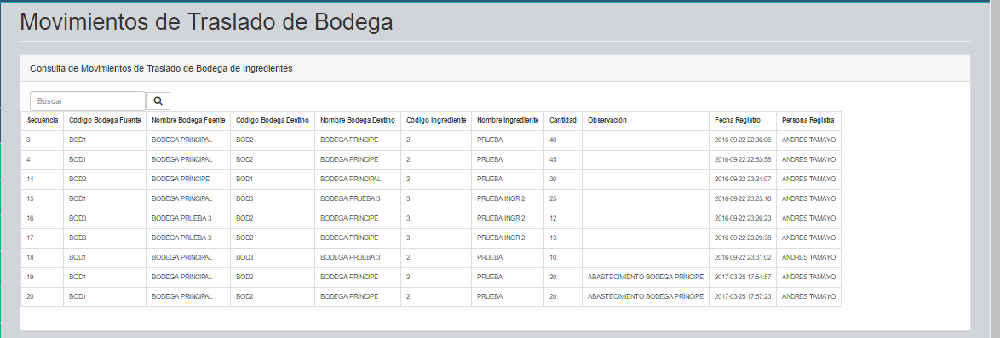 Movimientos de Traslado de Bodega
Consulta de Movimientos de Traslado de Bodega de Ingredientes
Buscar
Secuencia Código Bodega Fuente Nombre Bodega Fuente Código Bodega Destino Nombre Bodega Destino Código Ingrediente Nombre Ingrediente Cantidad Observación Fecha Registro Persona Registra
3 BOD1 BODEGA PRINCIPAL BOD2 BODEGA PRÍNCIPE 2 PRUEBA 40 . 2016-09-22 22:36:06 ANDRES TAMAYO
4 BOD1 BODEGA PRINCIPAL BOD2 BODEGA PRÍNCIPE 2 PRUEBA 45 . 2016-09-22 22:53:58 ANDRES TAMAYO
14 BOD2 BODEGA PRÍNCIPE BOD1 BODEGA PRINCIPAL 2 PRUEBA 30 . 2016-09-22 23:24:07 ANDRES TAMAYO
15 BOD1 BODEGA PRINCIPAL BOD3 BODEGA PRUEBA 3 3 PRUEBA INGR 2 25 . 2016-09-22 23:25:16 ANDRES TAMAYO
16 BOD3 BODEGA PRUEBA 3 BOD2 BODEGA PRÍNCIPE 3 PRUEBA INGR 2 12 . 2016-09-22 23:26:23 ANDRES TAMAYO
17 BOD3 BODEGA PRUEBA 3 BOD2 BODEGA PRÍNCIPE 3 PRUEBA INGR 2 13 . 2016-09-22 23:29:38 ANDRES TAMAYO
18 BOD1 BODEGA PRINCIPAL BOD3 BODEGA PRUEBA 3 2 PRUEBA 10 . 2016-09-22 23:31:02 ANDRES TAMAYO
19 BOD1 BODEGA PRINCIPAL BOD2 BODEGA PRÍNCIPE 2 PRUEBA 20 ABASTECIMIENTO BODEGA PRÍNCIPE 2017-03-25 17:54:57 ANDRES TAMAYO
20 BOD1 BODEGA PRINCIPAL BOD2 BODEGA PRÍNCIPE 2 PRUEBA 20 ABASTECIMIENTO BODEGA PRÍNCIPE 2017-03-25 17:57:23 ANDRES TAMAYO